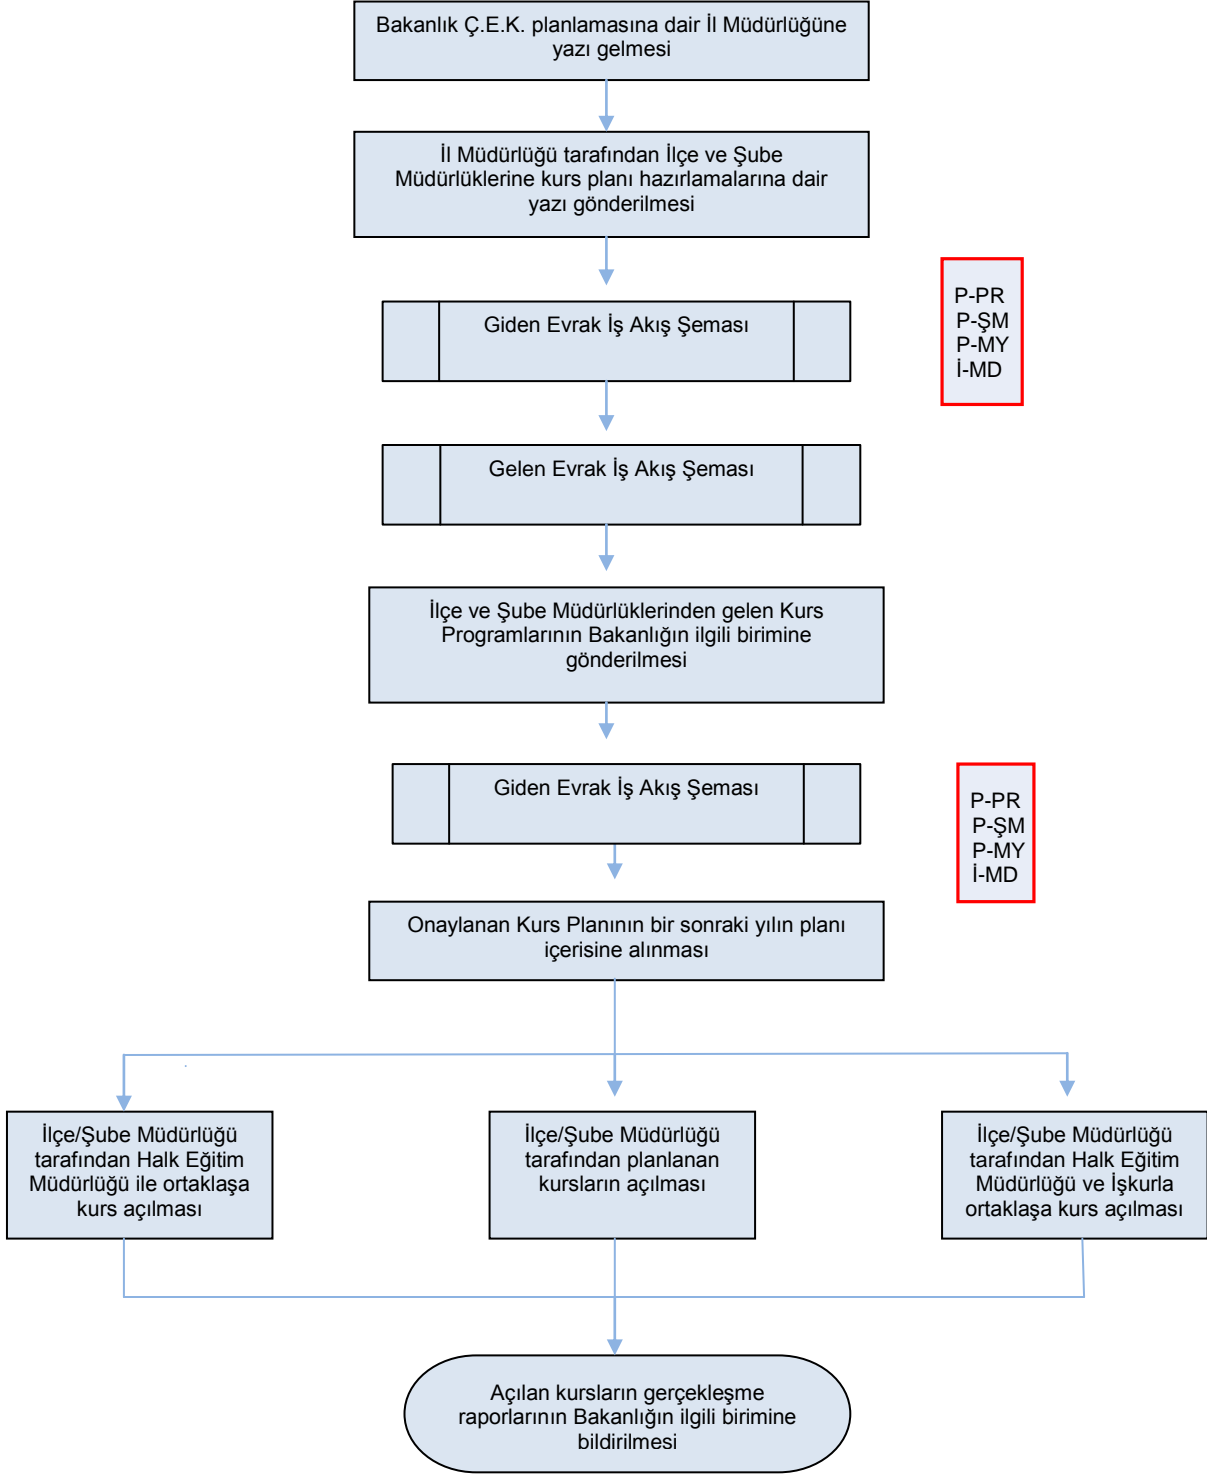 Bakanlık Ç.E.K. planlamasına dair İl Müdürlüğüne
yazı gelmesi
İl Müdürlüğü tarafından İlçe ve Şube
Müdürlüklerine kurs planı hazırlamalarına dair
yazı gönderilmesi
Giden Evrak İş Akış Şeması
P-PR
P-ŞM
P-MY
İ-MD
Gelen Evrak İş Akış Şeması
İlçe ve Şube Müdürlüklerinden gelen Kurs
Programlarının Bakanlığın ilgili birimine
gönderilmesi
Giden Evrak İş Akış Şeması
P-PR
P-ŞM
P-MY
İ-MD
Onaylanan Kurs Planının bir sonraki yılın planı
içerisine alınması
İlçe/Şube Müdürlüğü
tarafından Halk Eğitim
Müdürlüğü ile ortaklaşa
kurs açılması
İlçe/Şube Müdürlüğü
tarafından planlanan
kursların açılması
İlçe/Şube Müdürlüğü
tarafından Halk Eğitim
Müdürlüğü ve İşkurla
ortaklaşa kurs açılması
Açılan kursların gerçekleşme
raporlarının Bakanlığın ilgili birimine
bildirilmesi